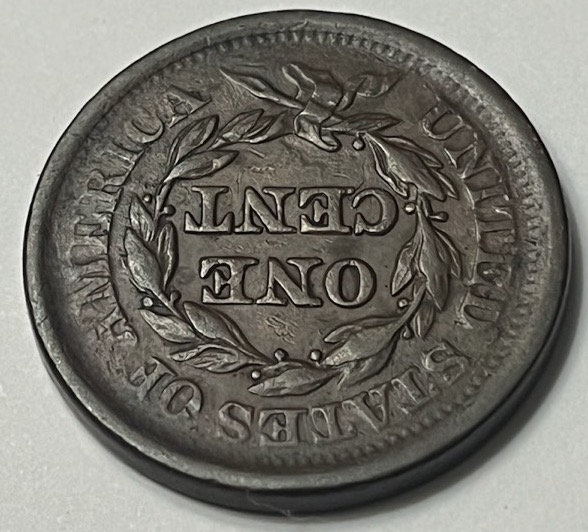 UNITED STATES OF AMERICA
ONE
CENT